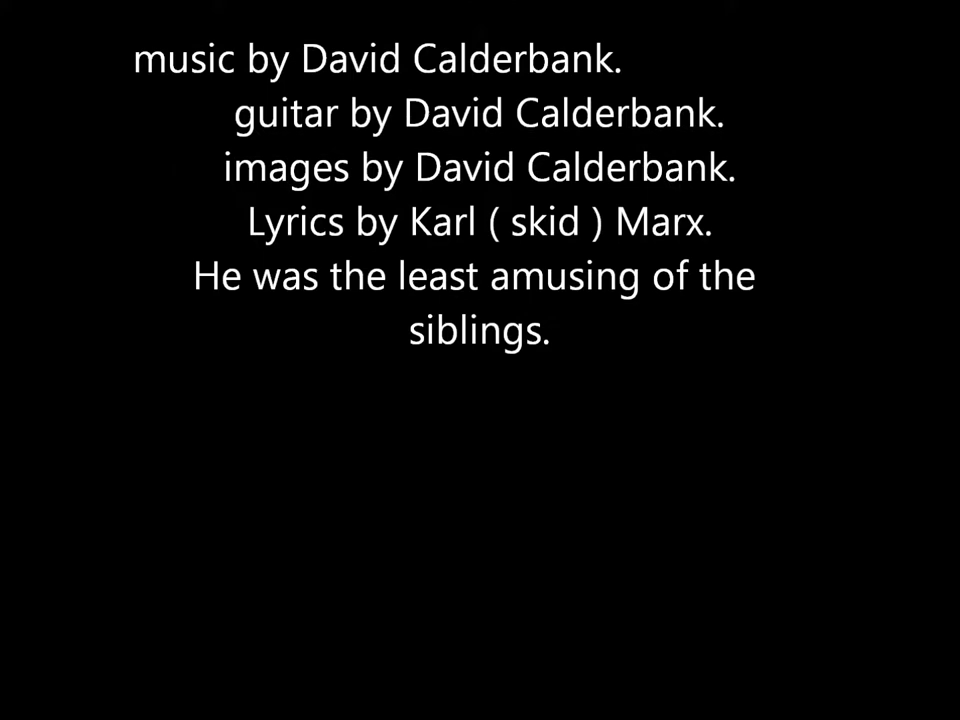 music by David Calderbank.
guitar by David Calderbank.
images by David Calderbank.
Lyrics by Karl ( skid ) Marx.
He was the least amusing of the
siblings.